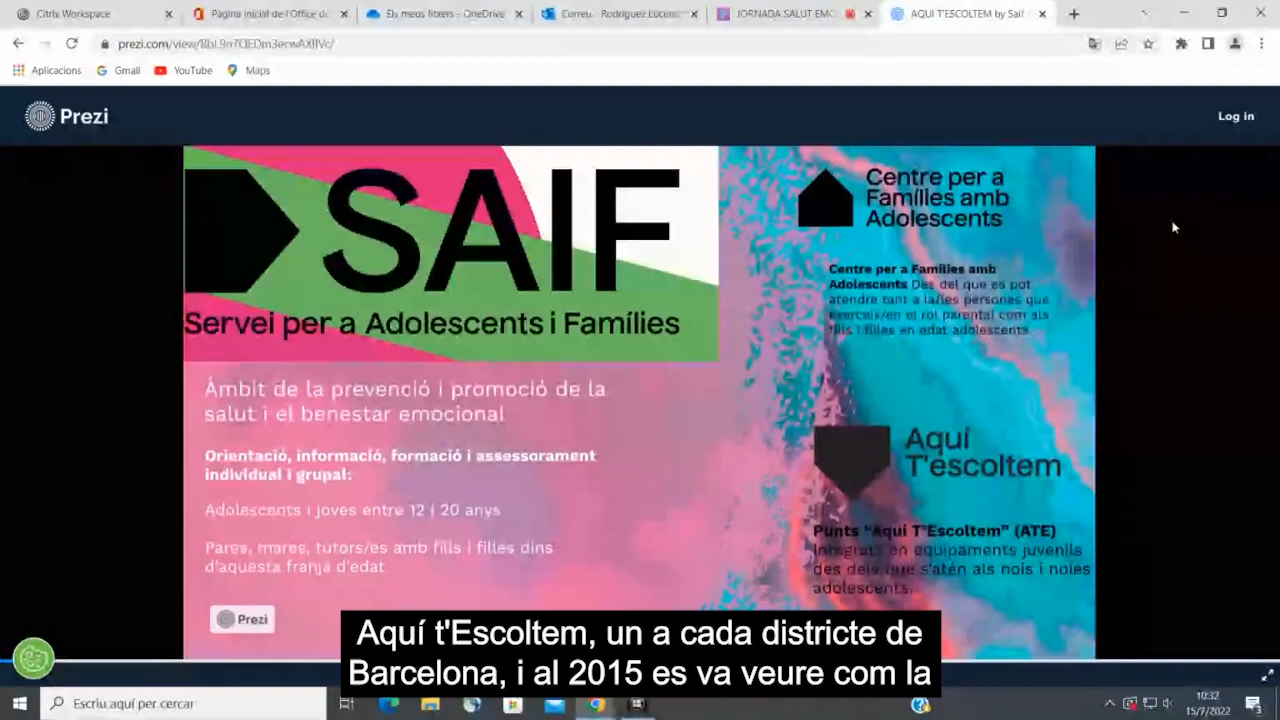 Citrix Workspace
Pàgina inicial de l'Office de
Els meus fitxers - OneDrive
Correu
JORNADA SALUT EMO
AQUI T'ESCOLTEM by Saif
prezi.com/view/
Aplicacions
Gmail
YouTube
Maps
Prezi
Log in
SAIF
Servei per a Adolescents i Famílies
Àmbit de la prevenció i promoció de la
salut i el benestar emocional
Orientació, informació, formació i assessorament
individual i grupal:
Adolescents i joves entre 12 i 20 anys
Pares, mares, tutors/es amb fills i filles dins
d'aquesta franja d'edat
Prezi
Centre per a
Famílies amb
Adolescents
Centre per a Famílies amb
Adolescents Des del que es pot
atendre tant a la/les persones que
exerceix/en el rol parental com als
fills i filles en edat adolescents.
Aquí
T'escoltem
Punts "Aquí T'Escoltem" (ATE)
Integrats en equipaments juvenils
des dels que s'atén als nois i noies
adolescents.
Aquí t'Escoltem, un a cada districte de
Barcelona, i al 2015 es va veure com la
Escriu aquí per cercar
10:32
15/7/2022